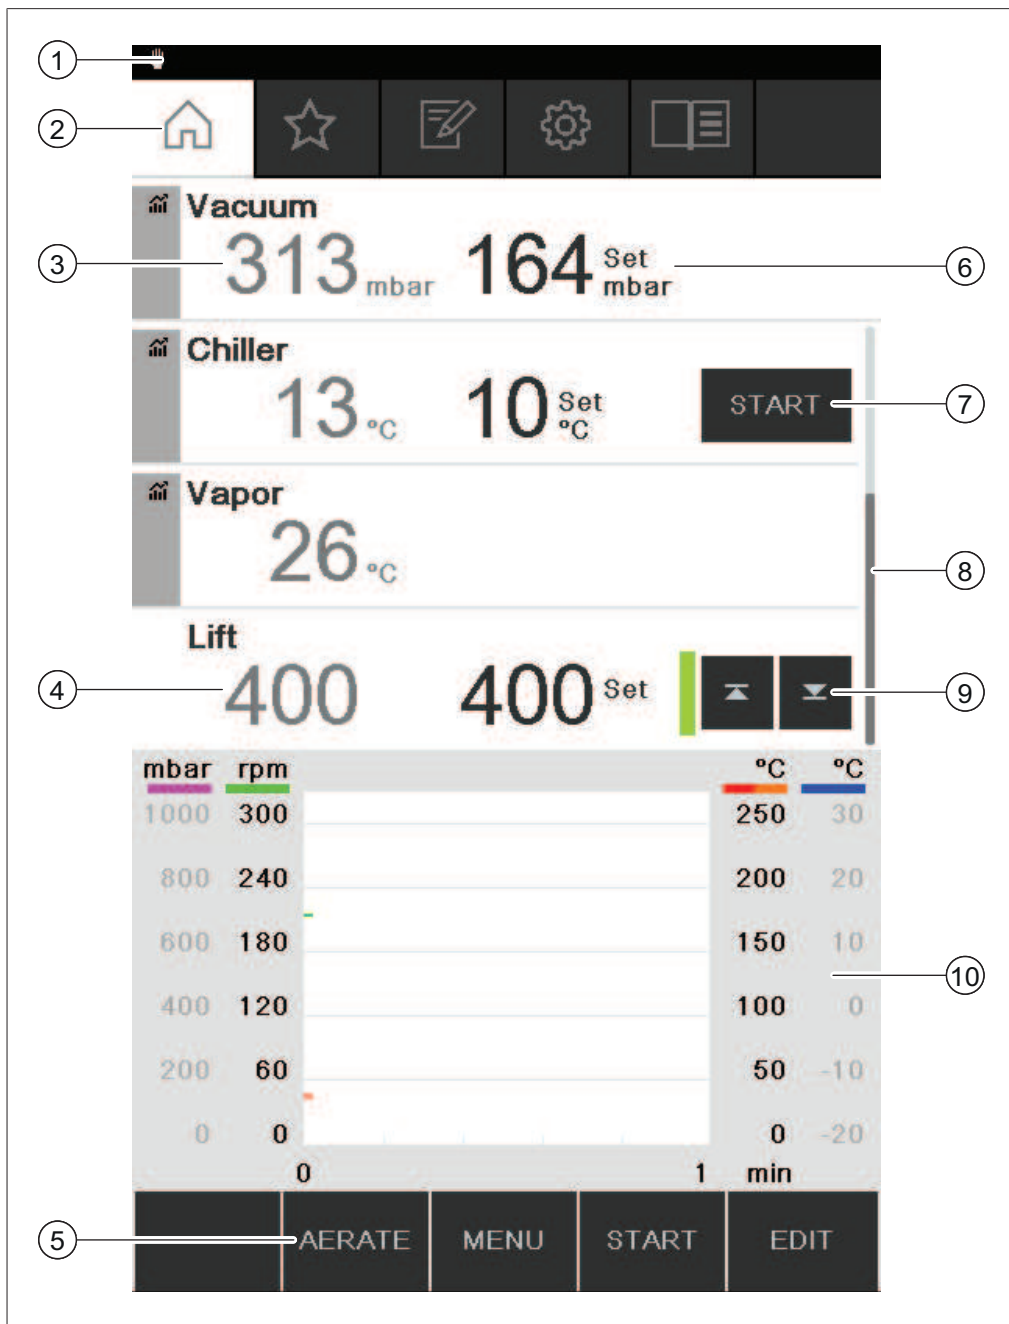 1
2
Vacuum
3
313 mbar 164 Set mbar
6
Chiller
13 °C 10 Set °C
START
7
Vapor
26 °C
8
Lift
4
400 400 Set
9
mbar rpm °C °C
1000 300 250 30
800 240 200 20
600 180 150 10
10
400 120 100 0
200 60 50 -10
0 0 0 -20
0 1 min
5
AERATE MENU START EDIT